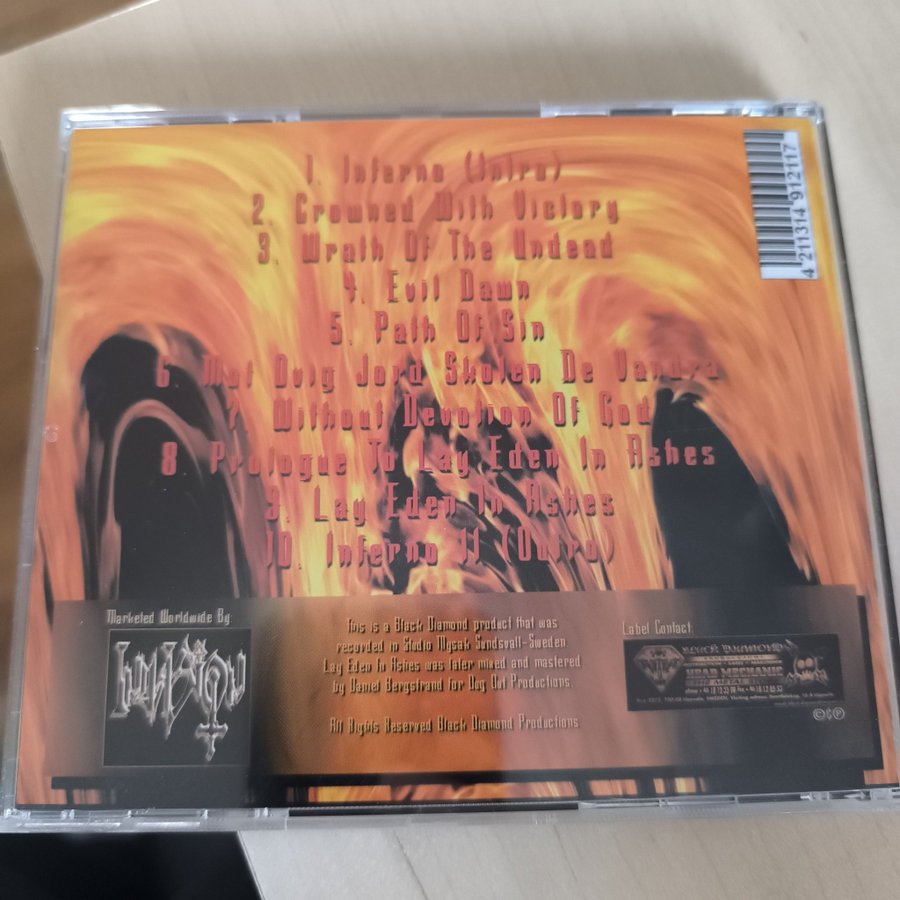 1. Inferno (Intro)
2. Crowned With Victory
3. Wrath Of The Undead
4. Evil Dawn
5. Path Of Sin
6. Mot Ovig Jord Skolen De Vandra
7. Without Devotion Of God
8. Prologue To Lay Eden In Ashes
9. Lay Eden In Ashes
10. Inferno II (Outro)
4 211314 912117
Marketed Worldwide By:
This is a Black Diamond product that was
recorded in Studio Mysak Sundsvall-Sweden.
Lay Eden In Ashes was later mixed and mastered
by Daniel Bergstrand for Dug Out Productions.
All Rights Reserved Black Diamond Productions
Label Contact:
BLACK DIAMOND
PRODUCTIONS
HEAD MECHANIC
©&℗